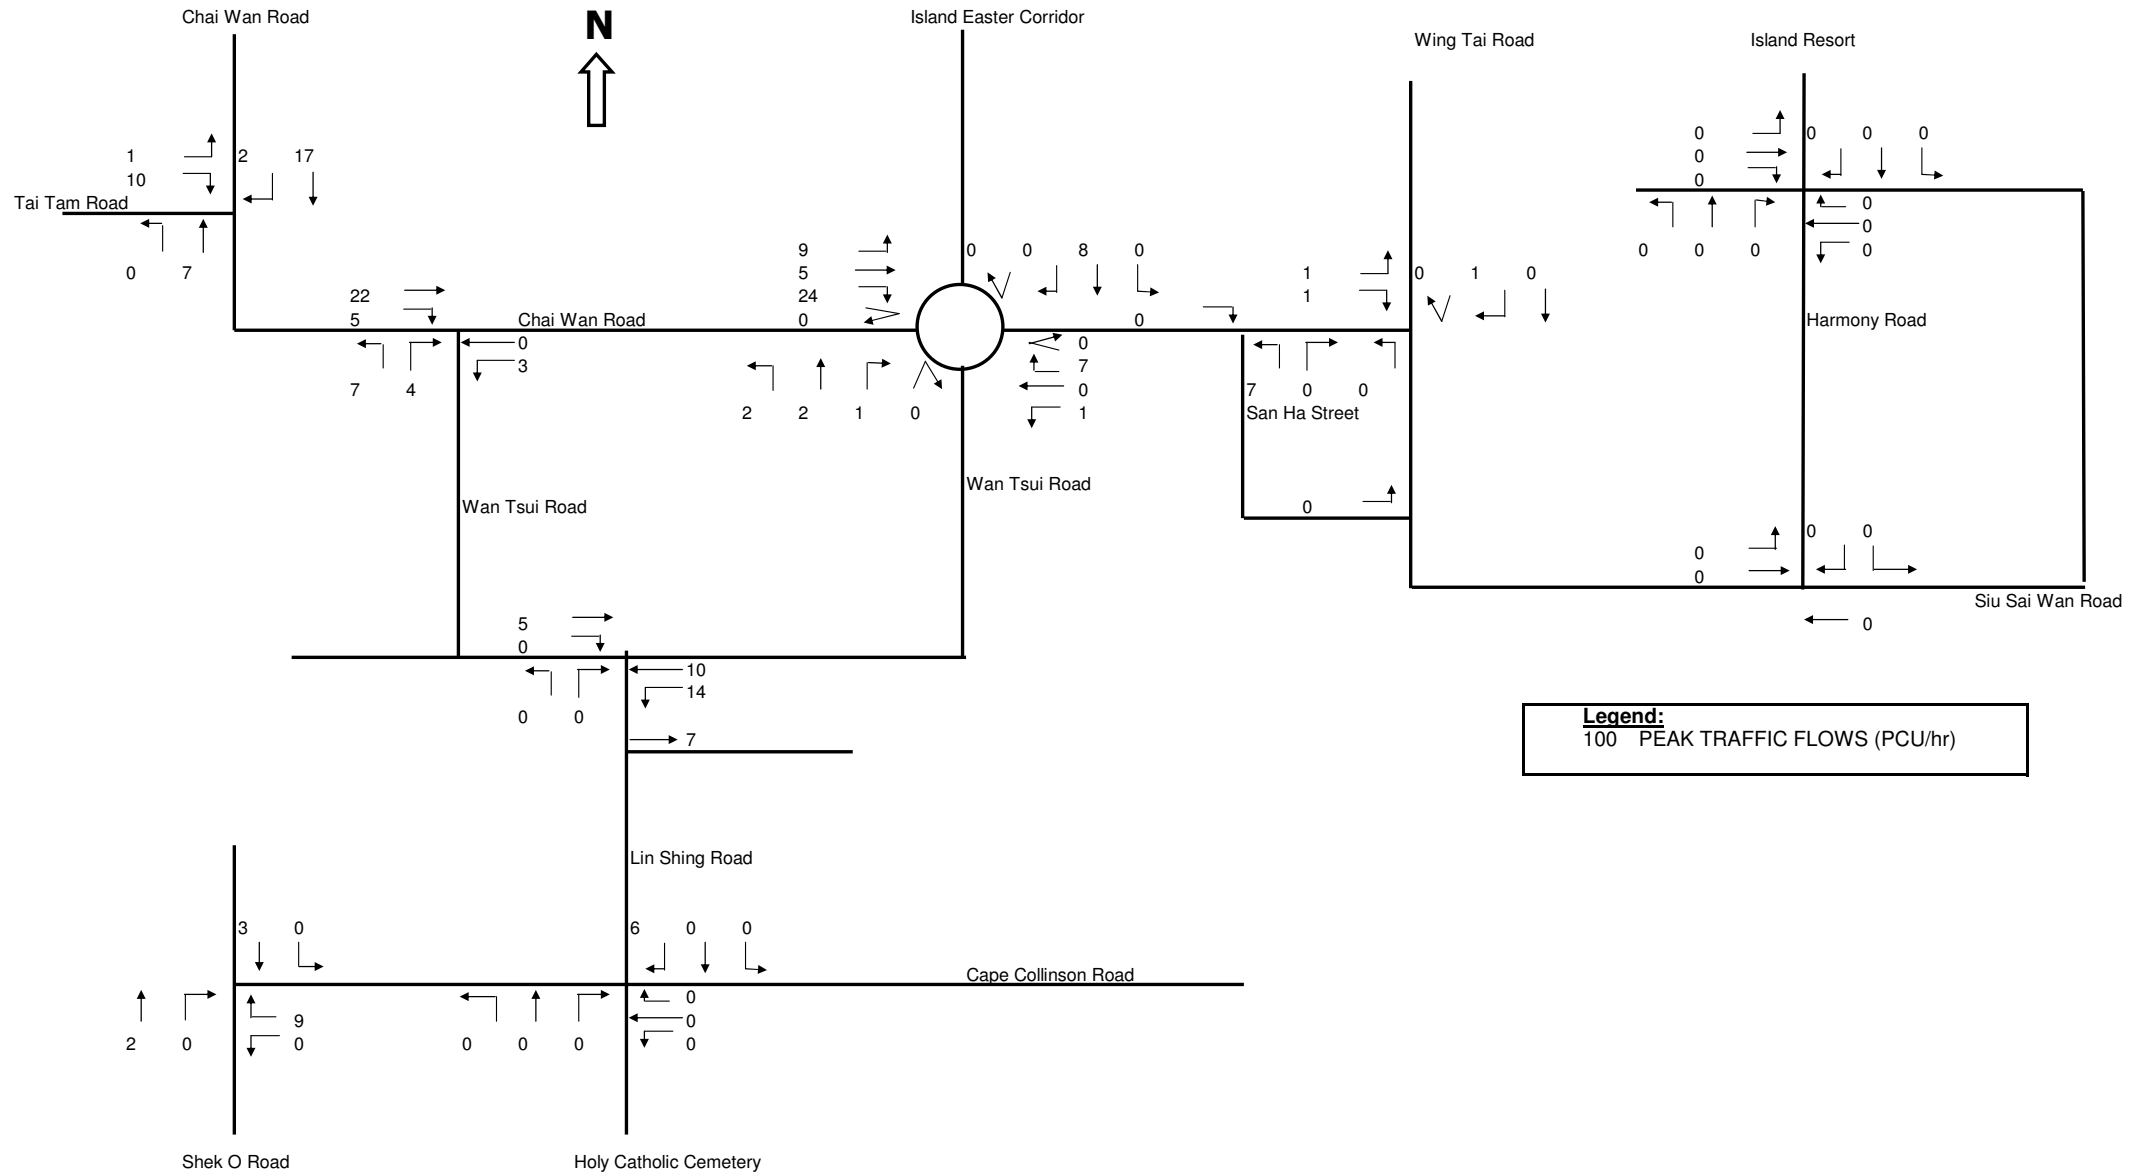 Chai Wan Road
N
Island Easter Corridor
Wing Tai Road
Island Resort
1
10
2 17
Tai Tam Road
0 7
0
0
0
0 0 0
0
0
0
0 0 0
9
5
24
0
0 0 8 0
0
22
5
Chai Wan Road
0
3
7 4
0
7
0
1
2 2 1 0
1
1
0 1 0
7 0 0
San Ha Street
Harmony Road
Wan Tsui Road
Wan Tsui Road
0
0
0
0 0
Siu Sai Wan Road
0
5
0
10
14
0 0
7
Legend:
100 PEAK TRAFFIC FLOWS (PCU/hr)
Lin Shing Road
3 0
6 0 0
Cape Collinson Road
9
0
2 0
0
0
0
0 0 0
Shek O Road
Holy Catholic Cemetery